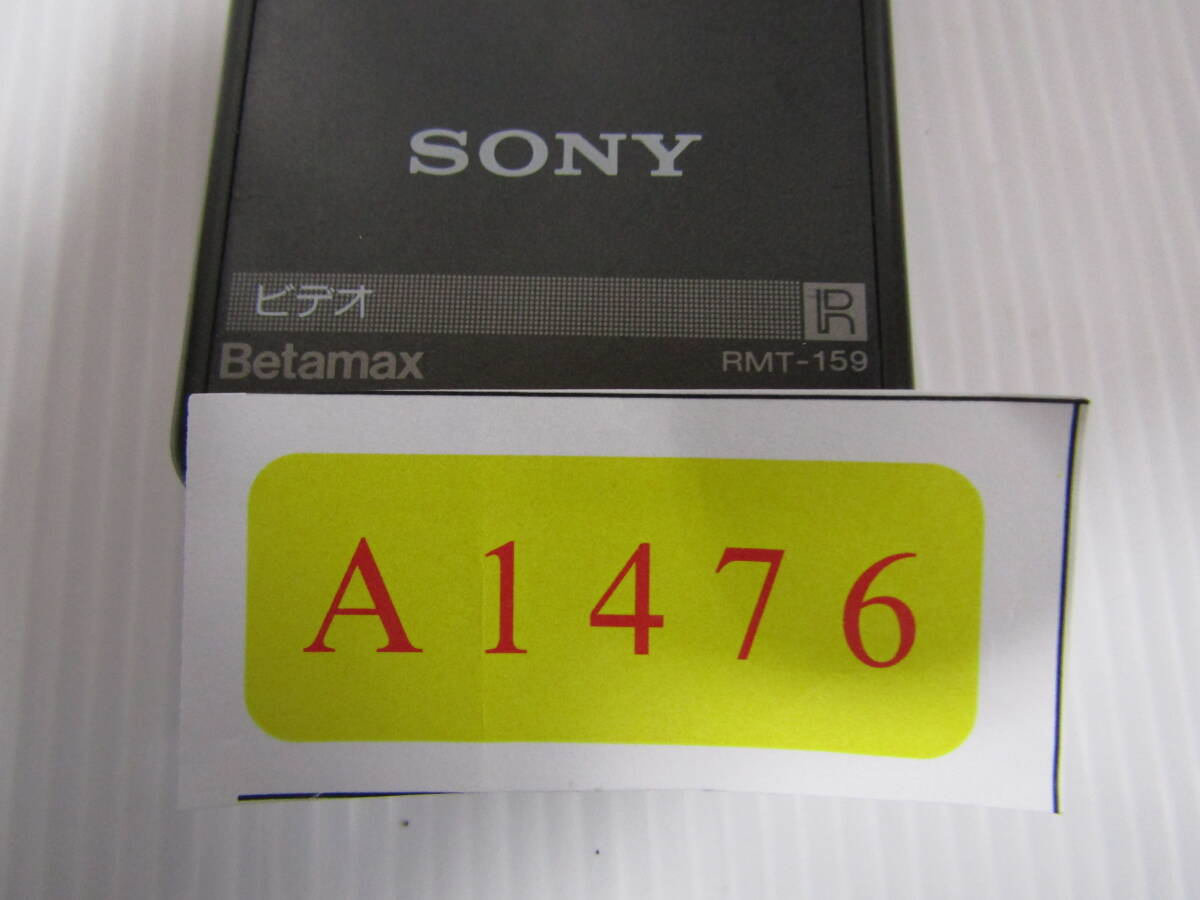 SONY
ビデオ R
Betamax RMT-159
A1476